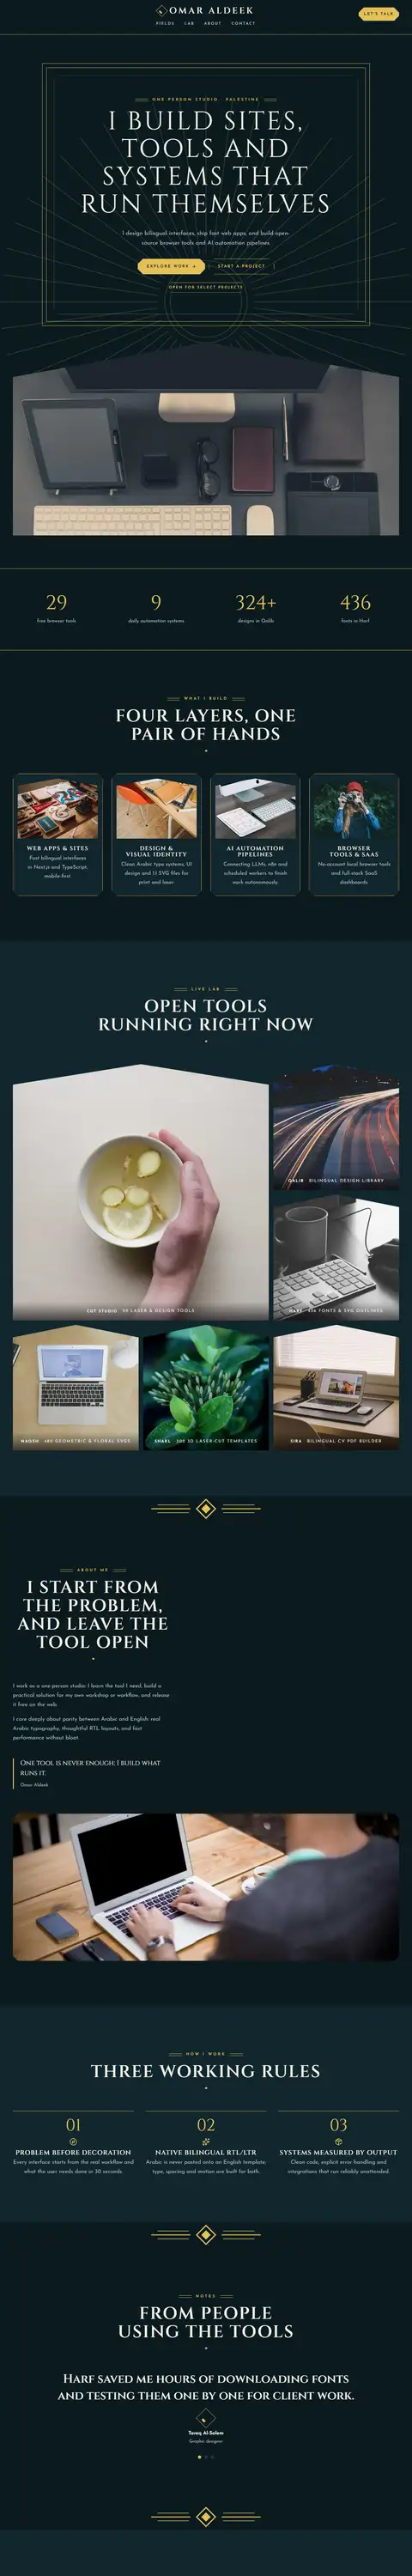 OMAR ALDEEK
FIELDS LAB ABOUT CONTACT
LET'S TALK
ONE-PERSON STUDIO · PALESTINE
I BUILD SITES,
TOOLS AND
SYSTEMS THAT
RUN THEMSELVES
I design bilingual interfaces, ship fast web apps, and build open-
source browser tools and AI automation pipelines.
EXPLORE WORK →
START A PROJECT
OPEN FOR SELECT PROJECTS
29 9 324+ 436
free browser tools daily automation systems designs in Qalib fonts in Harf
WHAT I BUILD
FOUR LAYERS, ONE
PAIR OF HANDS
WEB APPS & SITES
Fast bilingual interfaces
in Next.js and TypeScript,
mobile-first.
DESIGN &
VISUAL IDENTITY
Clean Arabic type systems, UI
design and 1:1 SVG files for
print and laser.
AI AUTOMATION
PIPELINES
Connecting LLMs, n8n and
scheduled workers to finish
work autonomously.
BROWSER
TOOLS & SAAS
No-account local browser tools
and full-stack SaaS
dashboards.
LIVE LAB
OPEN TOOLS
RUNNING RIGHT NOW
QALIB BILINGUAL DESIGN LIBRARY
CUT STUDIO LASER & DESIGN TOOLS
HARF 436 FONTS & SVG OUTLINES
NAQSH GEOMETRIC & FLORAL SVGS
3D LASER-CUT TEMPLATES
SIRA BILINGUAL CV PDF BUILDER
ABOUT ME
I START FROM
THE PROBLEM,
AND LEAVE THE
TOOL OPEN
I work as a one-person studio: I learn the tool I need, build a
practical solution for my own workshop or workflow, and release
it free on the web.
I care deeply about parity between Arabic and English: real
Arabic typography, thoughtful RTL layouts, and fast
performance without bloat.
ONE TOOL IS NEVER ENOUGH; I BUILD WHAT
RUNS IT.
Omar Aldeek
HOW I WORK
THREE WORKING RULES
01
PROBLEM BEFORE DECORATION
Every interface starts from the real workflow and
what the user needs done in 30 seconds.
02
NATIVE BILINGUAL RTL/LTR
Arabic is never pasted onto an English template:
type, spacing and motion are built for both.
03
SYSTEMS MEASURED BY OUTPUT
Clean code, explicit error handling and
integrations that run reliably unattended.
NOTES
FROM PEOPLE
USING THE TOOLS
HARF SAVED ME HOURS OF DOWNLOADING FONTS
AND TESTING THEM ONE BY ONE FOR CLIENT WORK.
Tareq Al-Salem
Graphic designer